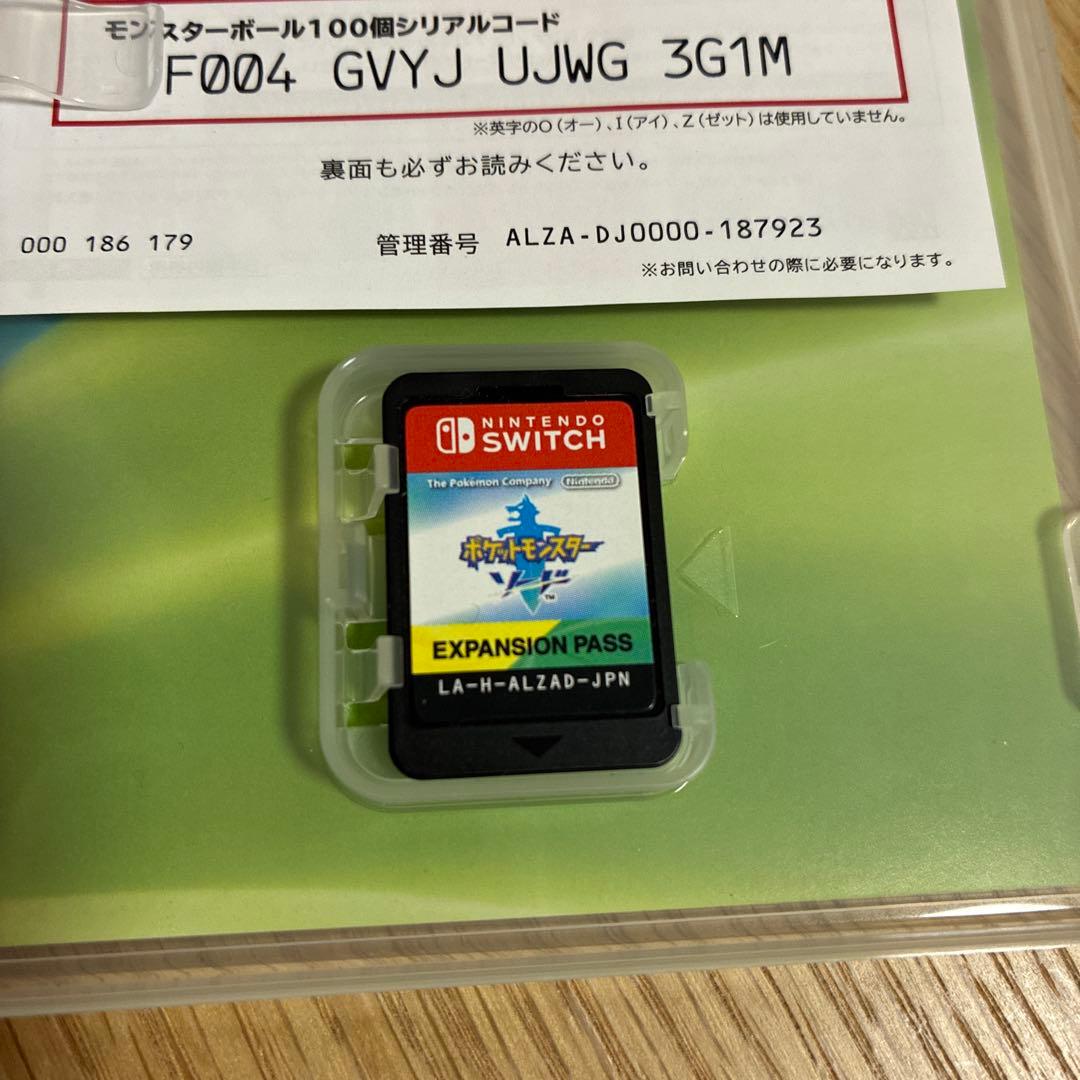 モンスターボール100個シリアルコード
F004 GVYJ UJWG 3G1M
※英字のO(オー)、I(アイ)、Z(ゼット)は使用していません。
裏面も必ずお読みください。
000 186 179
管理番号 ALZA-DJ0000-187923
※お問い合わせの際に必要になります。
NINTENDO
SWITCH
The Pokémon Company Nintendo
ポケットモンスター
ソード
TM
EXPANSION PASS
LA-H-ALZAD-JPN